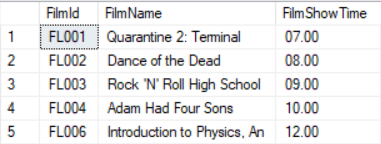 FilmId FilmName FilmShowTime
1 FL001 Quarantine 2: Terminal 07.00
2 FL002 Dance of the Dead 08.00
3 FL003 Rock 'N' Roll High School 09.00
4 FL004 Adam Had Four Sons 10.00
5 FL006 Introduction to Physics, An 12.00